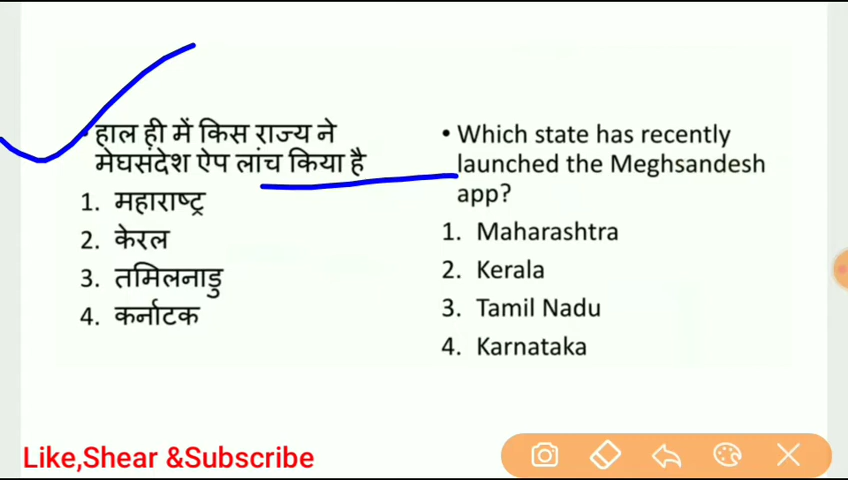 हाल ही में किस राज्य ने
मेघसंदेश ऐप लांच किया है
1. महाराष्ट्र
2. केरल
3. तमिलनाडु
4. कर्नाटक
• Which state has recently
launched the Meghsandesh
app?
1. Maharashtra
2. Kerala
3. Tamil Nadu
4. Karnataka
Like,Shear &Subscribe